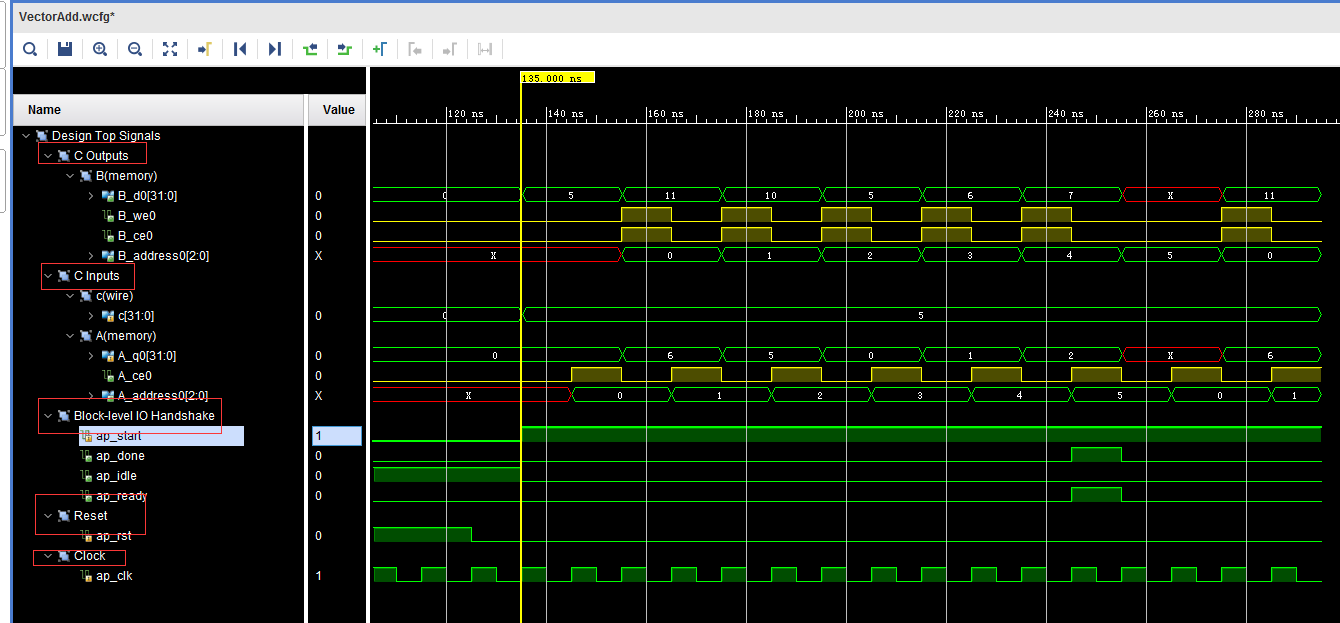 VectorAdd.wcfg*
135.000 ns
120 ns 140 ns 160 ns 180 ns 200 ns 220 ns 240 ns 260 ns 280 ns
Name Value
Design Top Signals
C Outputs
B(memory)
B_d0[31:0] 0 0 5 11 10 5 6 7 X 11
B_we0 0
B_ce0 0
B_address0[2:0] X X 0 1 2 3 4 5 0
C Inputs
c(wire)
c[31:0] 0 0 5
A(memory)
A_q0[31:0] 0 0 6 5 0 1 2 X 6
A_ce0 0
A_address0[2:0] X X 0 1 2 3 4 5 0 1
Block-level IO Handshake
ap_start 1
ap_done 0
ap_idle 0
ap_ready 0
Reset
ap_rst 0
Clock
ap_clk 1